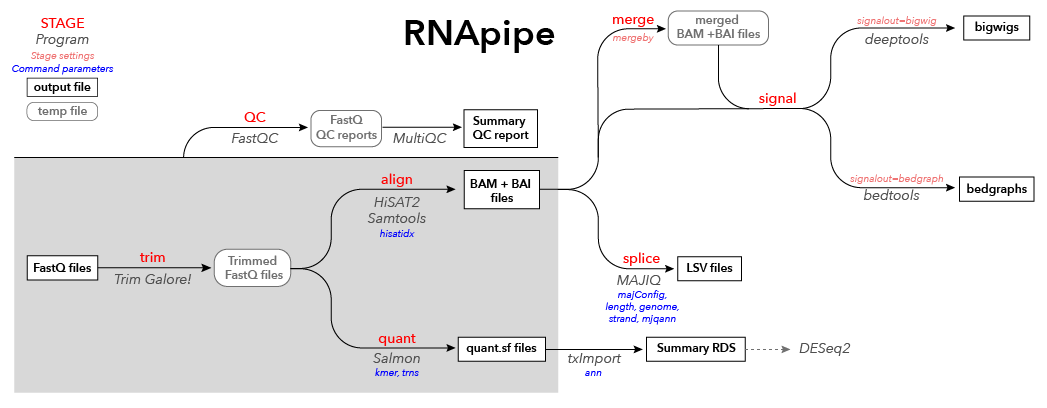 RNApipe
STAGE
Program
Stage settings
Command parameters
output file
temp file
QC
FastQC
FastQ
QC reports
MultiQC
Summary
QC report
merge
mergeby
merged
BAM +BAI files
signal
signalout=bigwig
deeptools
bigwigs
signalout=bedgraph
bedtools
bedgraphs
FastQ files
trim
Trim Galore!
Trimmed
FastQ files
align
HiSAT2
Samtools
hisatidx
BAM + BAI
files
splice
MAJIQ
majConfig,
length, genome,
strand, mjqann
LSV files
quant
Salmon
kmer, trns
quant.sf files
txImport
ann
Summary RDS
DESeq2